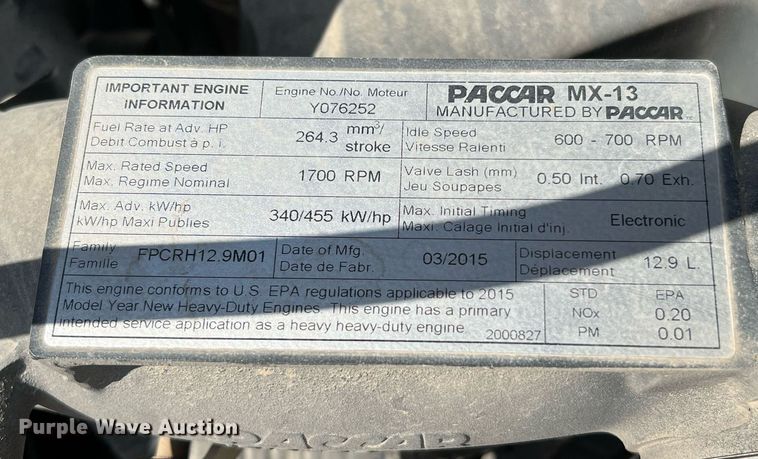 IMPORTANT ENGINE
INFORMATION
Engine No./No. Moteur
Y076252
PACCAR MX-13
MANUFACTURED BY PACCAR
Fuel Rate at Adv. HP
Debit Combust à p. i.
264.3 mm³/
stroke
Idle Speed
Vitesse Ralenti
600 - 700 RPM
Max. Rated Speed
Max. Regime Nominal
1700 RPM
Valve Lash (mm)
Jeu Soupapes
0.50 Int. 0.70 Exh.
Max. Adv. kW/hp
kW/hp Maxi Publies
340/455 kW/hp
Max. Initial Timing
Maxi. Calage Initial d'inj.
Electronic
Family
Famille
FPCRH12.9M01
Date of Mfg.
Date de Fabr.
03/2015
Displacement
Déplacement
12.9 L.
This engine conforms to U.S. EPA regulations applicable to 2015
Model Year New Heavy-Duty Engines. This engine has a primary
intended service application as a heavy heavy-duty engine.
2000827
STD EPA
NOx 0.20
PM 0.01
PACCAR
Purple Wave Auction